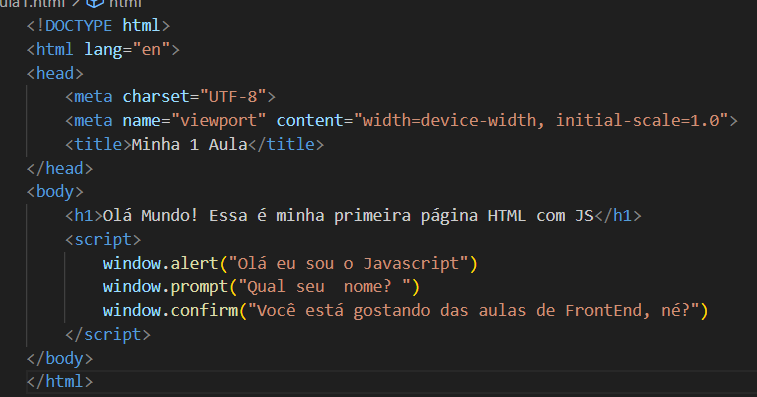 ula1.html > html
<!DOCTYPE html>
<html lang="en">
<head>
    <meta charset="UTF-8">
    <meta name="viewport" content="width=device-width, initial-scale=1.0">
    <title>Minha 1 Aula</title>
</head>
<body>
    <h1>Olá Mundo! Essa é minha primeira página HTML com JS</h1>
    <script>
        window.alert("Olá eu sou o Javascript")
        window.prompt("Qual seu  nome? ")
        window.confirm("Você está gostando das aulas de FrontEnd, né?")
    </script>
</body>
</html>